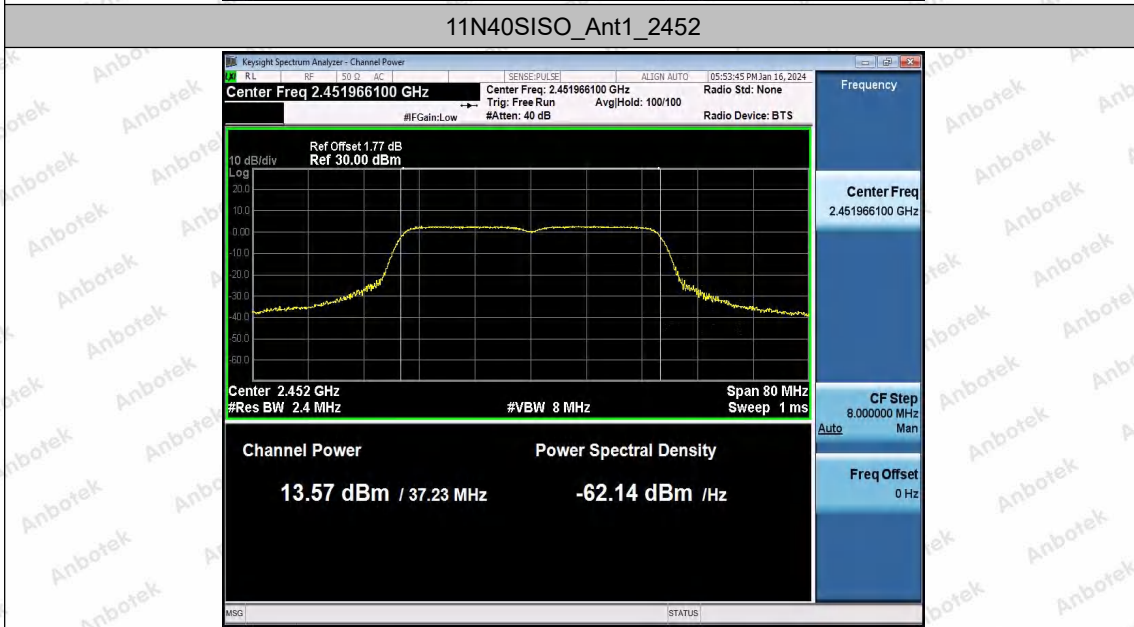 11N40SISO_Ant1_2452
Keysight Spectrum Analyzer - Channel Power
LXI RL RF 50 Ω AC SENSE:PULSE ALIGN AUTO 05:53:45 PM Jan 16, 2024
Center Freq 2.451966100 GHz
Center Freq: 2.451966100 GHz
Radio Std: None
Trig: Free Run Avg|Hold: 100/100
#IFGain:Low
#Atten: 40 dB
Radio Device: BTS
Ref Offset 1.77 dB
10 dB/div Ref 30.00 dBm
Log
20.0
10.0
0.00
-10.0
-20.0
-30.0
-40.0
-50.0
-60.0
Center 2.452 GHz Span 80 MHz
#Res BW 2.4 MHz #VBW 8 MHz Sweep 1 ms
Channel Power Power Spectral Density
13.57 dBm / 37.23 MHz -62.14 dBm /Hz
MSG STATUS
Frequency
Center Freq
2.451966100 GHz
CF Step
8.000000 MHz
Auto Man
Freq Offset
0 Hz
Anbotek